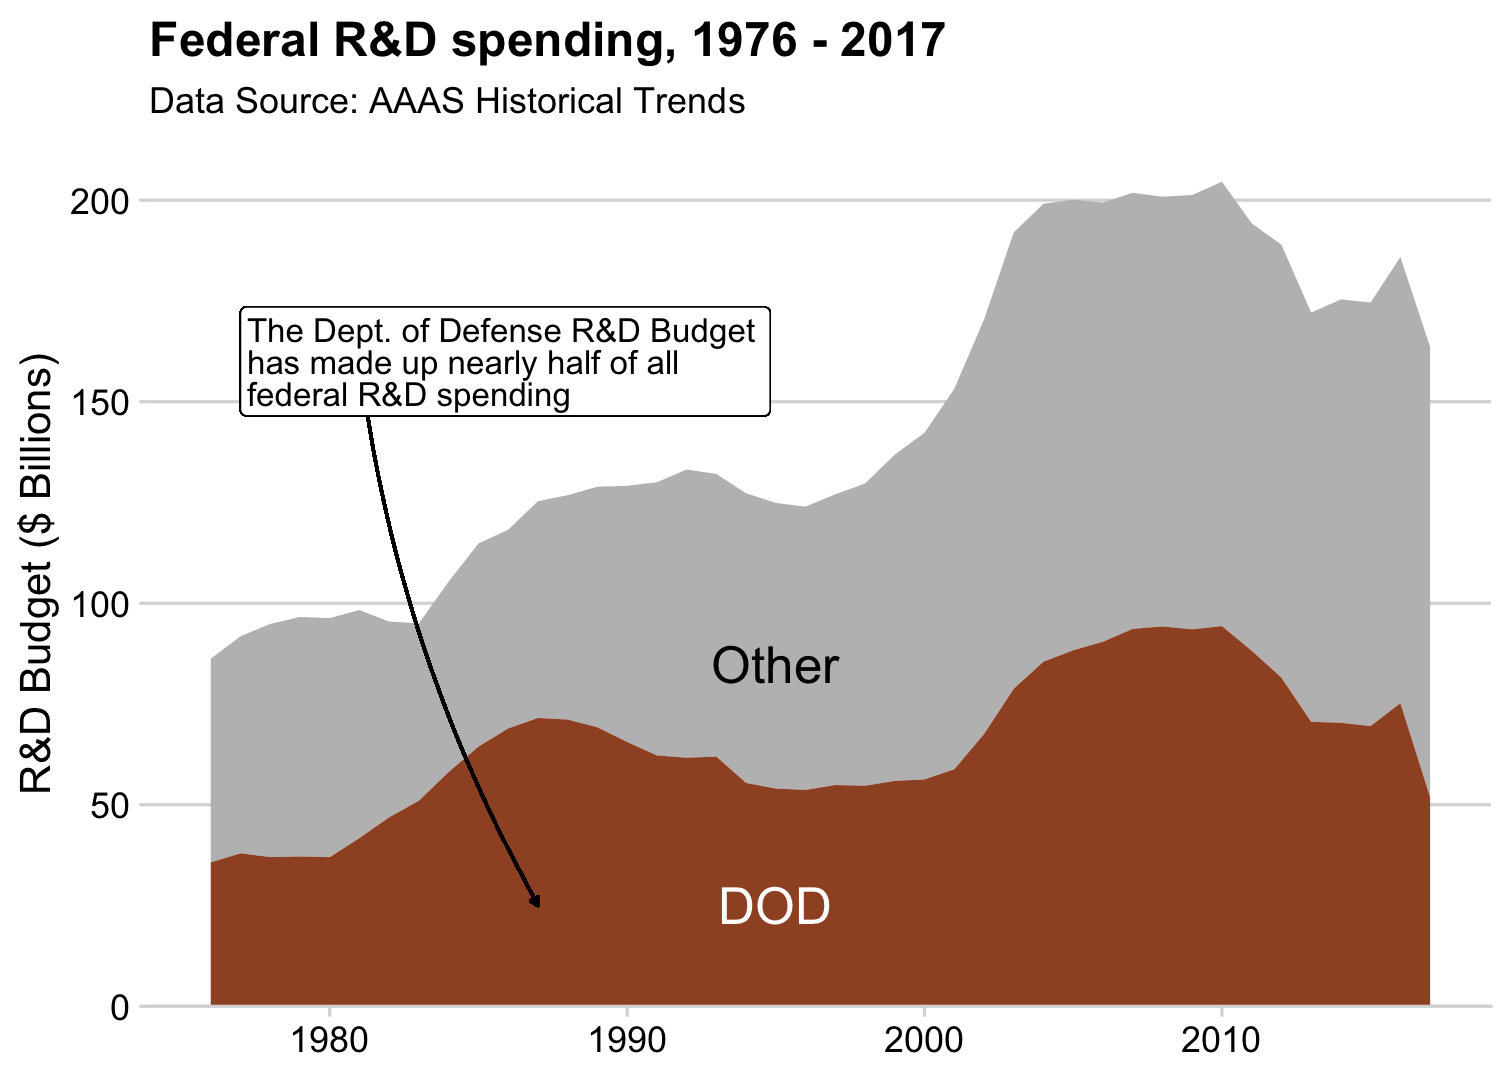 Federal R&D spending, 1976 - 2017
Data Source: AAAS Historical Trends
R&D Budget ($ Billions)
200
150
100
50
0
The Dept. of Defense R&D Budget
has made up nearly half of all
federal R&D spending
Other
DOD
1980
1990
2000
2010